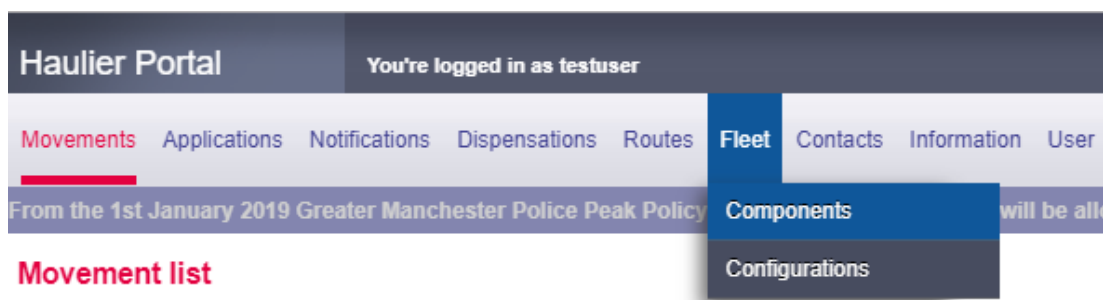 Haulier Portal You're logged in as testuser
Movements Applications Notifications Dispensations Routes Fleet Contacts Information User
From the 1st January 2019 Greater Manchester Police Peak Policy will be
Components
Movement list
Configurations